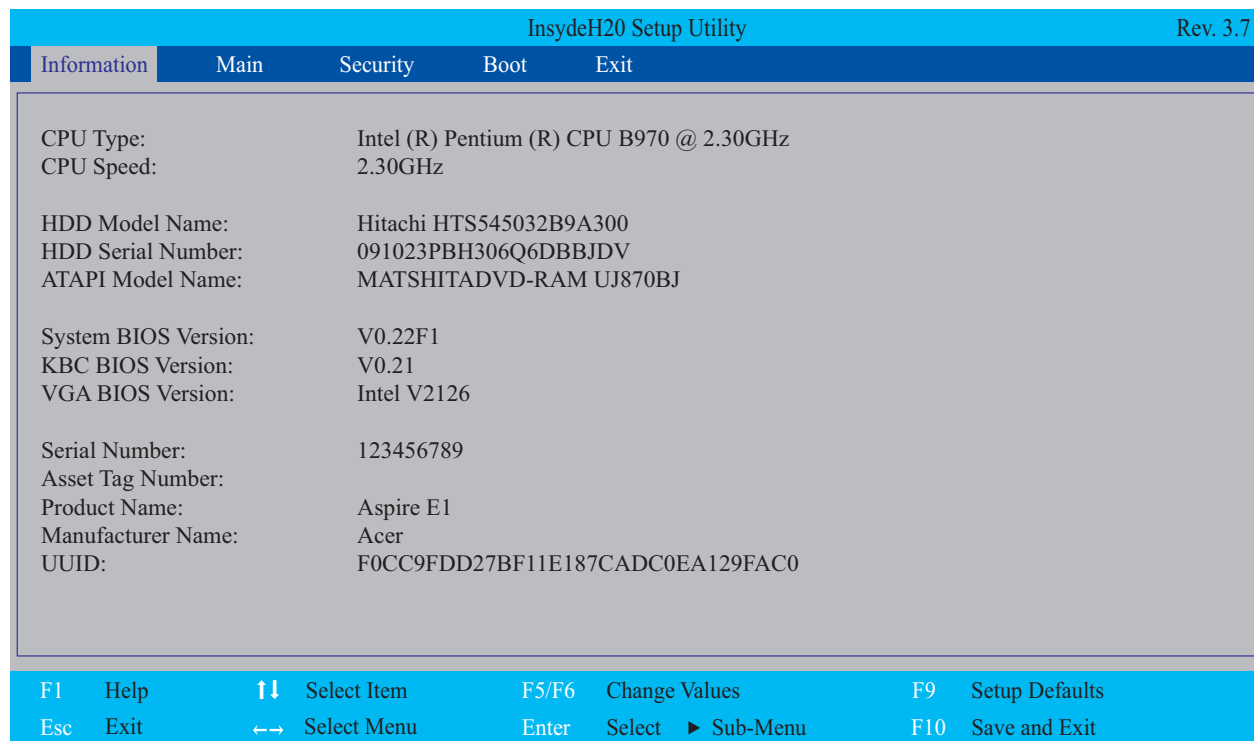 InsydeH20 Setup Utility Rev. 3.7
Information Main Security Boot Exit
CPU Type: Intel (R) Pentium (R) CPU B970 @ 2.30GHz
CPU Speed: 2.30GHz
HDD Model Name: Hitachi HTS545032B9A300
HDD Serial Number: 091023PBH306Q6DBBJDV
ATAPI Model Name: MATSHITADVD-RAM UJ870BJ
System BIOS Version: V0.22F1
KBC BIOS Version: V0.21
VGA BIOS Version: Intel V2126
Serial Number: 123456789
Asset Tag Number:
Product Name: Aspire E1
Manufacturer Name: Acer
UUID: F0CC9FDD27BF11E187CADC0EA129FAC0
F1 Help ↑↓ Select Item F5/F6 Change Values F9 Setup Defaults
Esc Exit ←→ Select Menu Enter Select ► Sub-Menu F10 Save and Exit